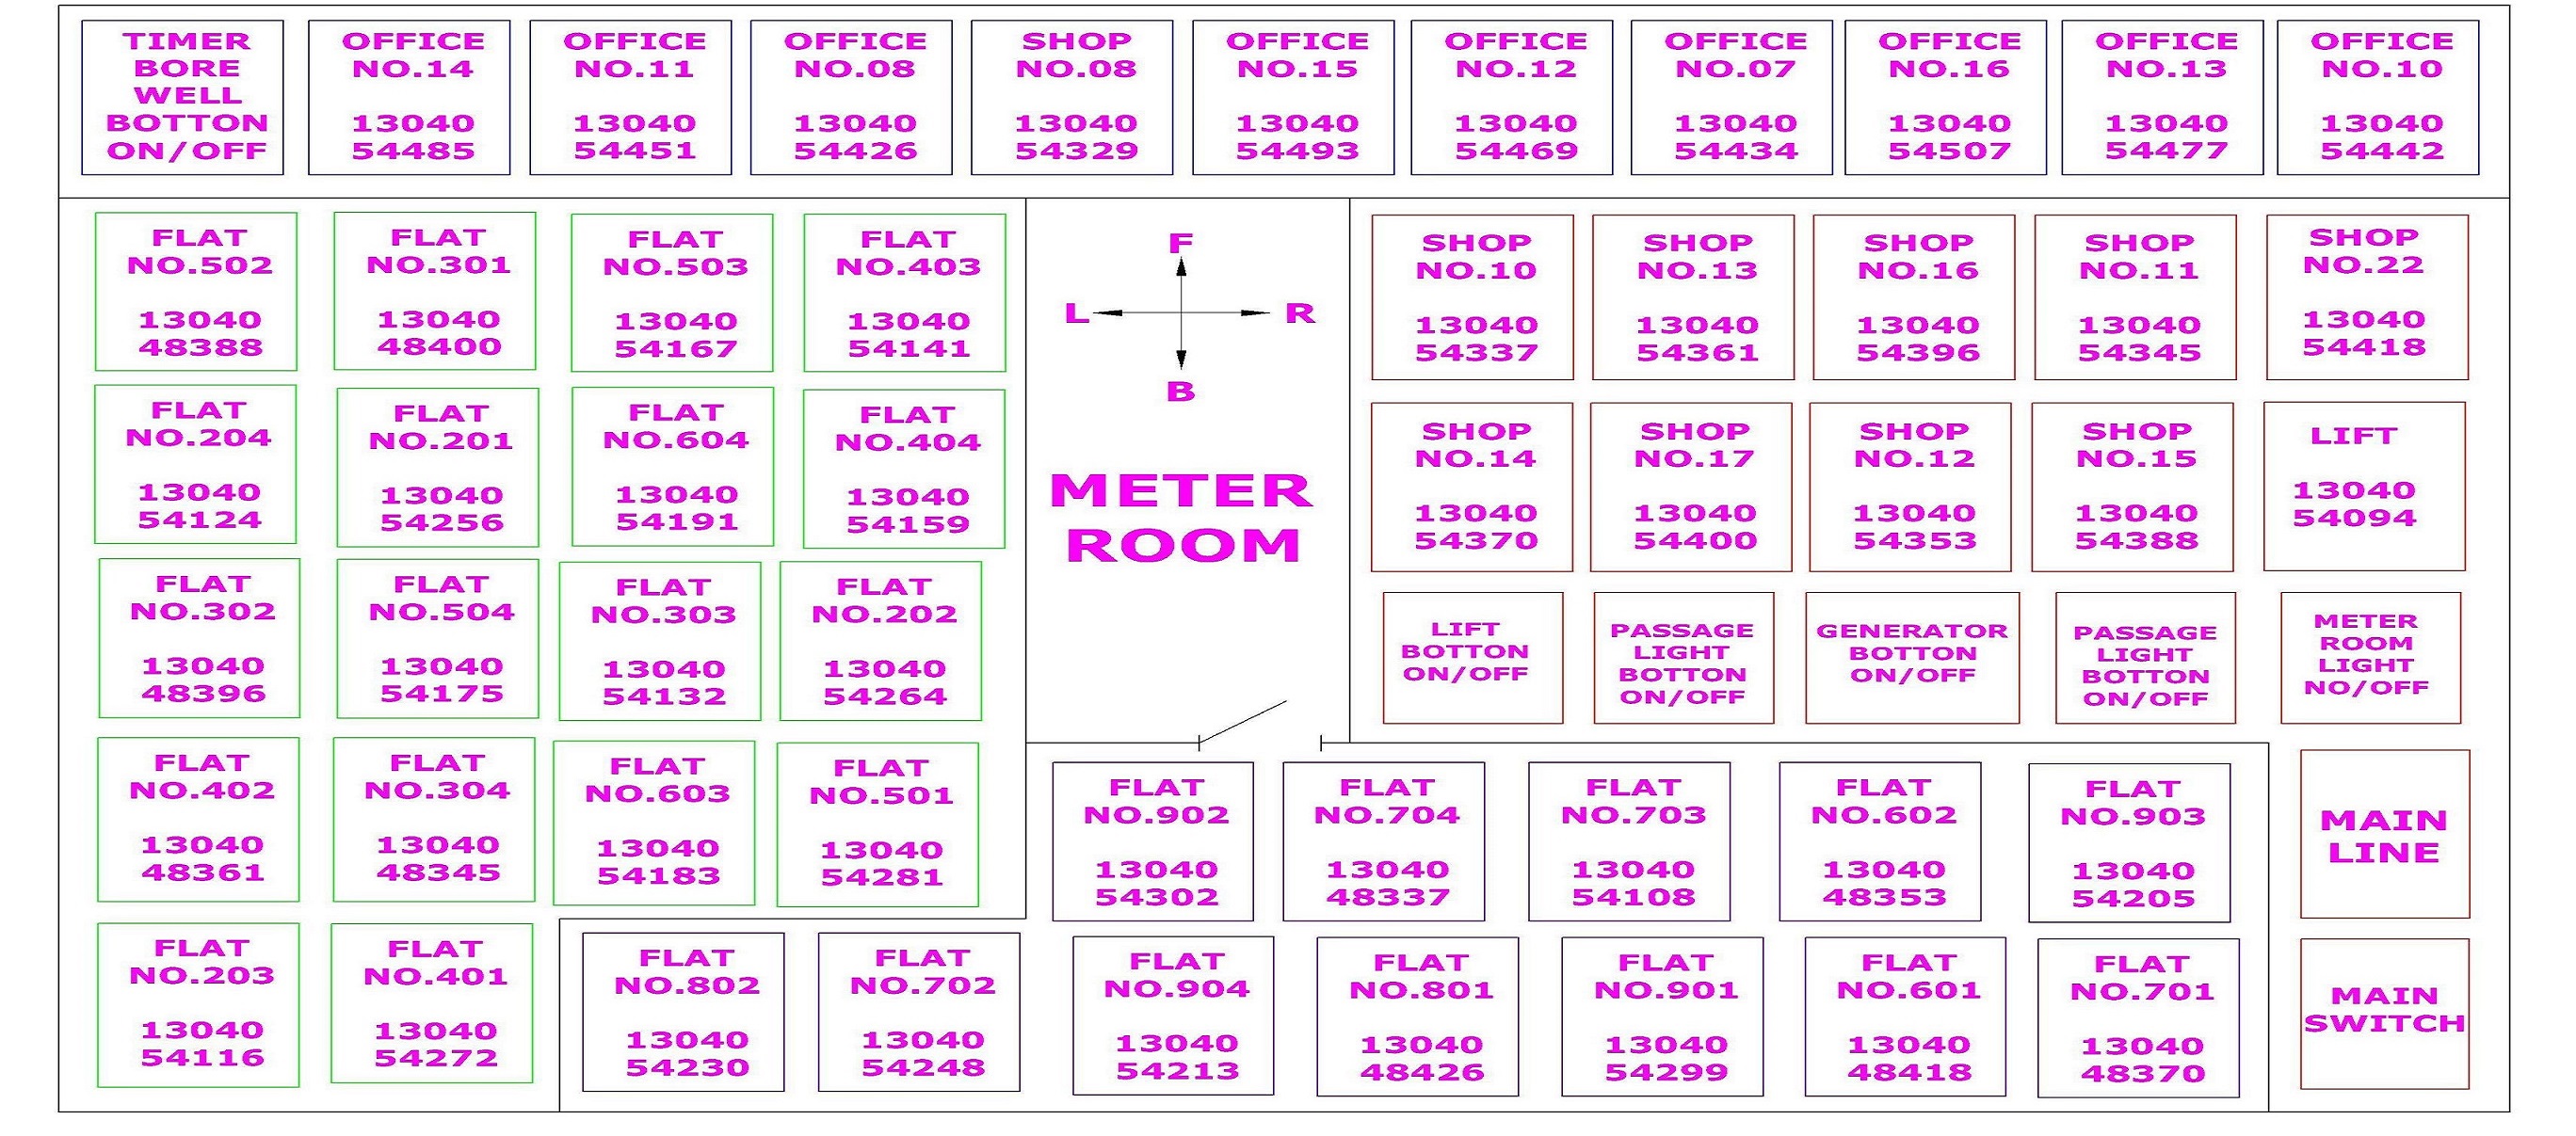 TIMER
BORE
WELL
BOTTON
ON/OFF
OFFICE
NO.14
13040
54485
OFFICE
NO.11
13040
54451
OFFICE
NO.08
13040
54426
SHOP
NO.08
13040
54329
OFFICE
NO.15
13040
54493
OFFICE
NO.12
13040
54469
OFFICE
NO.07
13040
54434
OFFICE
NO.16
13040
54507
OFFICE
NO.13
13040
54477
OFFICE
NO.10
13040
54442
FLAT
NO.502
13040
48388
FLAT
NO.301
13040
48400
FLAT
NO.503
13040
54167
FLAT
NO.403
13040
54141
FLAT
NO.204
13040
54124
FLAT
NO.201
13040
54256
FLAT
NO.604
13040
54191
FLAT
NO.404
13040
54159
FLAT
NO.302
13040
48396
FLAT
NO.504
13040
54175
FLAT
NO.303
13040
54132
FLAT
NO.202
13040
54264
FLAT
NO.402
13040
48361
FLAT
NO.304
13040
48345
FLAT
NO.603
13040
54183
FLAT
NO.501
13040
54281
FLAT
NO.203
13040
54116
FLAT
NO.401
13040
54272
F
L
R
B
METER
ROOM
SHOP
NO.10
13040
54337
SHOP
NO.13
13040
54361
SHOP
NO.16
13040
54396
SHOP
NO.11
13040
54345
SHOP
NO.22
13040
54418
SHOP
NO.14
13040
54370
SHOP
NO.17
13040
54400
SHOP
NO.12
13040
54353
SHOP
NO.15
13040
54388
LIFT
13040
54094
LIFT
BOTTON
ON/OFF
PASSAGE
LIGHT
BOTTON
ON/OFF
GENERATOR
BOTTON
ON/OFF
PASSAGE
LIGHT
BOTTON
ON/OFF
METER
ROOM
LIGHT
NO/OFF
FLAT
NO.902
13040
54302
FLAT
NO.704
13040
48337
FLAT
NO.703
13040
54108
FLAT
NO.602
13040
48353
FLAT
NO.903
13040
54205
MAIN
LINE
FLAT
NO.802
13040
54230
FLAT
NO.702
13040
54248
FLAT
NO.904
13040
54213
FLAT
NO.801
13040
48426
FLAT
NO.901
13040
54299
FLAT
NO.601
13040
48418
FLAT
NO.701
13040
48370
MAIN
SWITCH